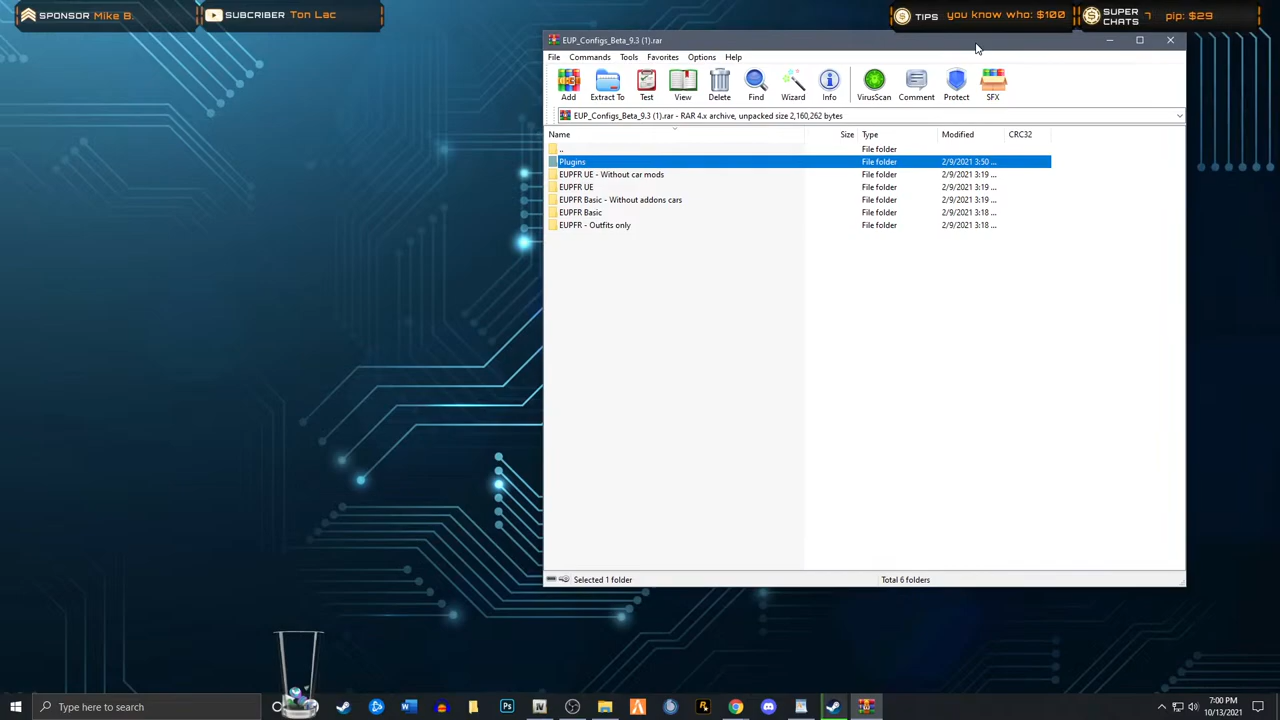 SPONSOR Mike B.
SUBCRIBER Ton Lac
TIPS you know who: $100
SUPER CHATS 7 pip: $29
EUP_Configs_Beta_9.3 (1).rar
File Commands Tools Favorites Options Help
Add Extract To Test View Delete Find Wizard Info VirusScan Comment Protect SFX
EUP_Configs_Beta_9.3 (1).rar - RAR 4.x archive, unpacked size 2,160,262 bytes
Name Size Type Modified CRC32
.. File folder
Plugins File folder 2/9/2021 3:50 ...
EUPFR UE - Without car mods File folder 2/9/2021 3:19 ...
EUPFR UE File folder 2/9/2021 3:19 ...
EUPFR Basic - Without addons cars File folder 2/9/2021 3:19 ...
EUPFR Basic File folder 2/9/2021 3:18 ...
EUPFR - Outfits only File folder 2/9/2021 3:18 ...
Selected 1 folder Total 6 folders
Type here to search
7:00 PM
10/13/2021